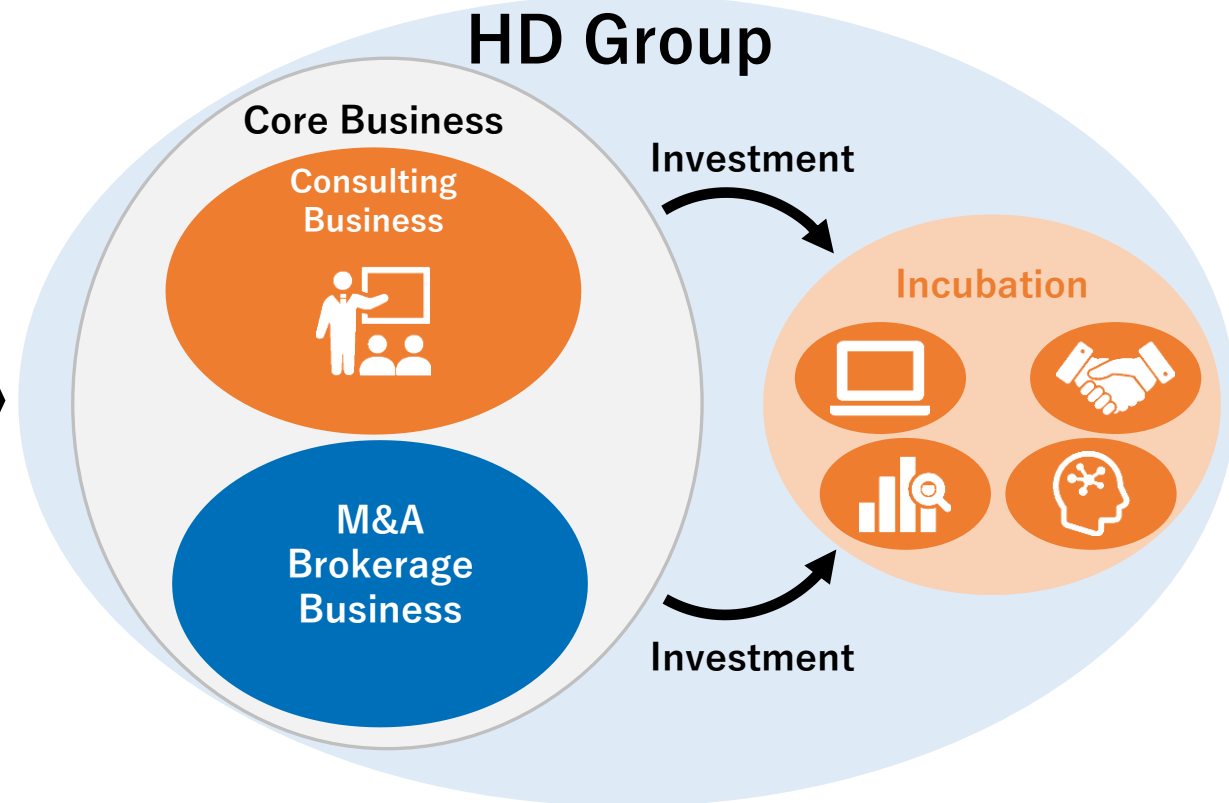 HD Group
Core Business
Consulting
Business
M&A
Brokerage
Business
Investment
Incubation
Investment